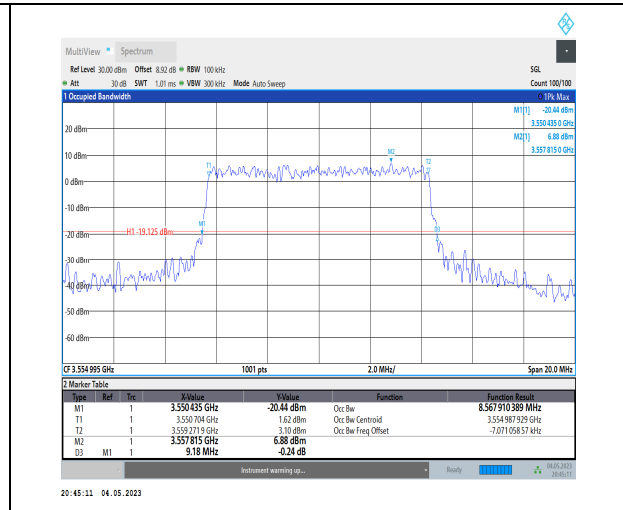 MultiView Spectrum
Ref Level 30.00 dBm Offset 8.92 dB RBW 100 kHz SGL
Att 30 dB SWT 1.01 ms VBW 300 kHz Mode Auto Sweep Count 100/100
1 Occupied Bandwidth 1Pk Max
M1[1] -20.44 dBm
3.550 435 0 GHz
20 dBm
M2[1] 6.88 dBm
3.557 815 0 GHz
10 dBm
M2
T1
T2
0 dBm
-10 dBm
M1
H1 -19.125 dBm
-20 dBm
D3
-30 dBm
-40 dBm
-50 dBm
-60 dBm
CF 3.554 995 GHz 1001 pts 2.0 MHz/ Span 20.0 MHz
2 Marker Table
Type Ref Trc X-Value Y-Value Function Function Result
M1 1 3.550 435 GHz -20.44 dBm Occ Bw 8.567 910 389 MHz
T1 1 3.550 704 GHz 1.62 dBm Occ Bw Centroid 3.554 987 929 GHz
T2 1 3.559 271 9 GHz 3.10 dBm Occ Bw Freq Offset -7.071 058 57 kHz
M2 1 3.557 815 GHz 6.88 dBm
D3 M1 1 9.18 MHz -0.24 dB
Instrument warming up... Ready 04.05.2023
20:45:11
20:45:11 04.05.2023